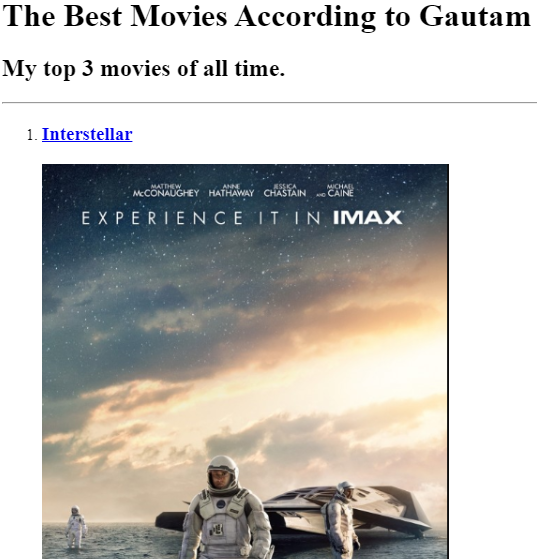 The Best Movies According to Gautam
My top 3 movies of all time.
1. Interstellar
MATTHEW McCONAUGHEY ANNE HATHAWAY JESSICA CHASTAIN AND MICHAEL CAINE
EXPERIENCE IT IN IMAX